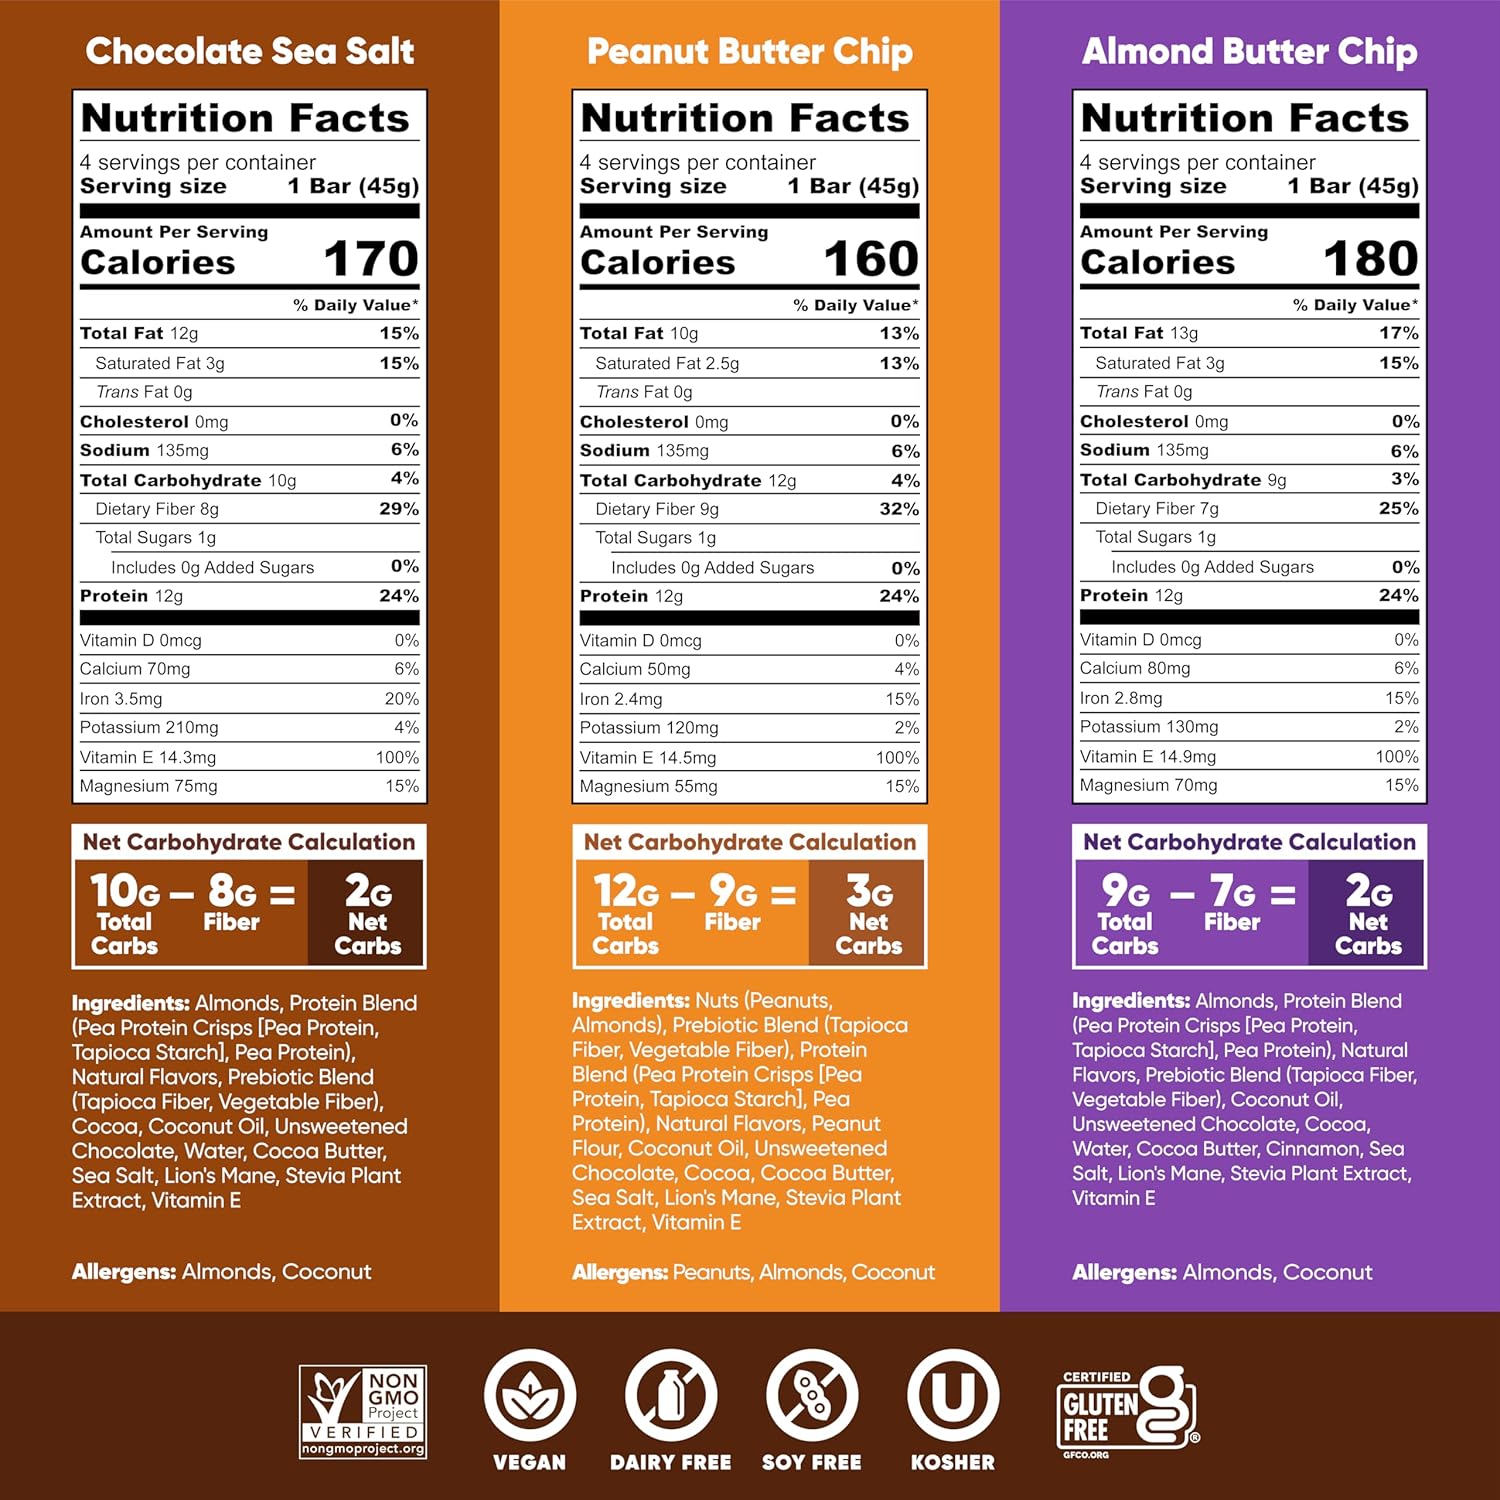 Chocolate Sea Salt
Nutrition Facts
4 servings per container
Serving size 1 Bar (45g)
Amount Per Serving
Calories 170
% Daily Value*
Total Fat 12g 15%
Saturated Fat 3g 15%
Trans Fat 0g
Cholesterol 0mg 0%
Sodium 135mg 6%
Total Carbohydrate 10g 4%
Dietary Fiber 8g 29%
Total Sugars 1g
Includes 0g Added Sugars 0%
Protein 12g 24%
Vitamin D 0mcg 0%
Calcium 70mg 6%
Iron 3.5mg 20%
Potassium 210mg 4%
Vitamin E 14.3mg 100%
Magnesium 75mg 15%
Net Carbohydrate Calculation
10G – 8G = 2G
Total Fiber Net
Carbs Carbs
Ingredients: Almonds, Protein Blend
(Pea Protein Crisps [Pea Protein,
Tapioca Starch], Pea Protein),
Natural Flavors, Prebiotic Blend
(Tapioca Fiber, Vegetable Fiber),
Cocoa, Coconut Oil, Unsweetened
Chocolate, Water, Cocoa Butter,
Sea Salt, Lion's Mane, Stevia Plant
Extract, Vitamin E
Allergens: Almonds, Coconut
Peanut Butter Chip
Nutrition Facts
4 servings per container
Serving size 1 Bar (45g)
Amount Per Serving
Calories 160
% Daily Value*
Total Fat 10g 13%
Saturated Fat 2.5g 13%
Trans Fat 0g
Cholesterol 0mg 0%
Sodium 135mg 6%
Total Carbohydrate 12g 4%
Dietary Fiber 9g 32%
Total Sugars 1g
Includes 0g Added Sugars 0%
Protein 12g 24%
Vitamin D 0mcg 0%
Calcium 50mg 4%
Iron 2.4mg 15%
Potassium 120mg 2%
Vitamin E 14.5mg 100%
Magnesium 55mg 15%
Net Carbohydrate Calculation
12G – 9G = 3G
Total Fiber Net
Carbs Carbs
Ingredients: Nuts (Peanuts,
Almonds), Prebiotic Blend (Tapioca
Fiber, Vegetable Fiber), Protein
Blend (Pea Protein Crisps [Pea
Protein, Tapioca Starch], Pea
Protein), Natural Flavors, Peanut
Flour, Coconut Oil, Unsweetened
Chocolate, Cocoa, Cocoa Butter,
Sea Salt, Lion's Mane, Stevia Plant
Extract, Vitamin E
Allergens: Peanuts, Almonds, Coconut
Almond Butter Chip
Nutrition Facts
4 servings per container
Serving size 1 Bar (45g)
Amount Per Serving
Calories 180
% Daily Value*
Total Fat 13g 17%
Saturated Fat 3g 15%
Trans Fat 0g
Cholesterol 0mg 0%
Sodium 135mg 6%
Total Carbohydrate 9g 3%
Dietary Fiber 7g 25%
Total Sugars 1g
Includes 0g Added Sugars 0%
Protein 12g 24%
Vitamin D 0mcg 0%
Calcium 80mg 6%
Iron 2.8mg 15%
Potassium 130mg 2%
Vitamin E 14.9mg 100%
Magnesium 70mg 15%
Net Carbohydrate Calculation
9G – 7G = 2G
Total Fiber Net
Carbs Carbs
Ingredients: Almonds, Protein Blend
(Pea Protein Crisps [Pea Protein,
Tapioca Starch], Pea Protein), Natural
Flavors, Prebiotic Blend (Tapioca Fiber,
Vegetable Fiber), Coconut Oil,
Unsweetened Chocolate, Cocoa,
Water, Cocoa Butter, Cinnamon, Sea
Salt, Lion's Mane, Stevia Plant Extract,
Vitamin E
Allergens: Almonds, Coconut
NON
GMO
Project
VERIFIED
nongmoproject.org
VEGAN
DAIRY FREE
SOY FREE
U
KOSHER
CERTIFIED
GLUTEN
FREE
GFCO.ORG
®